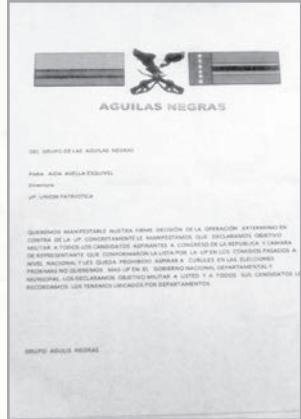 AGUILAS NEGRAS
DEL GRUPO DE LAS AGUILAS NEGRAS
PARA AIDA AVELLA ESQUIVEL
Directora
UP UNION PATRIOTICA
QUEREMOS MANIFESTARLE NUSTRA FIRME DECISIÓN DE LA OPERACIÓN EXTERMINIO EN
CONTRA DE LA UP. CONCRETAMENTE LE MANIFESTAMOS QUE DECLARAMOS OBJETIVO
MILITAR A TODOS LOS CANDIDATOS ASPIRANTES A CONGRESO DE LA REPUBLICA Y CAMARA
DE REPRESENTANTE QUE CONFORMARON LA LISTA POR LA UP EN LOS COMISIOS PASADOS A
NIVEL NACIONAL Y LES QUEDA PROHIBIDO ASPIRAR A CURULES EN LAS ELECCIONES
PROXIMAS NO QUEREMOS MAS UP EN EL GOBIERNO NACIONAL DEPARTAMENTAL Y
MUNICIPAL. LOS DECLARAMOS OBJETIVO MILITAR A USTED Y A TODOS SUS CANDIDATOS LE
RECORDAMOS LOS TENEMOS UBICADOS POR DEPARTAMENTOS
GRUPO AGULIS NEGRAS